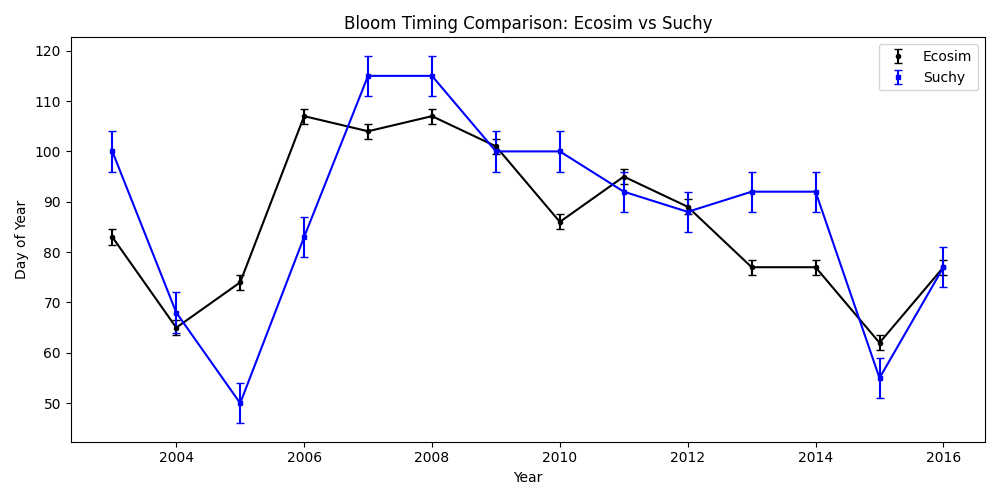 Bloom Timing Comparison: Ecosim vs Suchy
Ecosim
Suchy
Day of Year
120
110
100
90
80
70
60
50
2004 2006 2008 2010 2012 2014 2016
Year